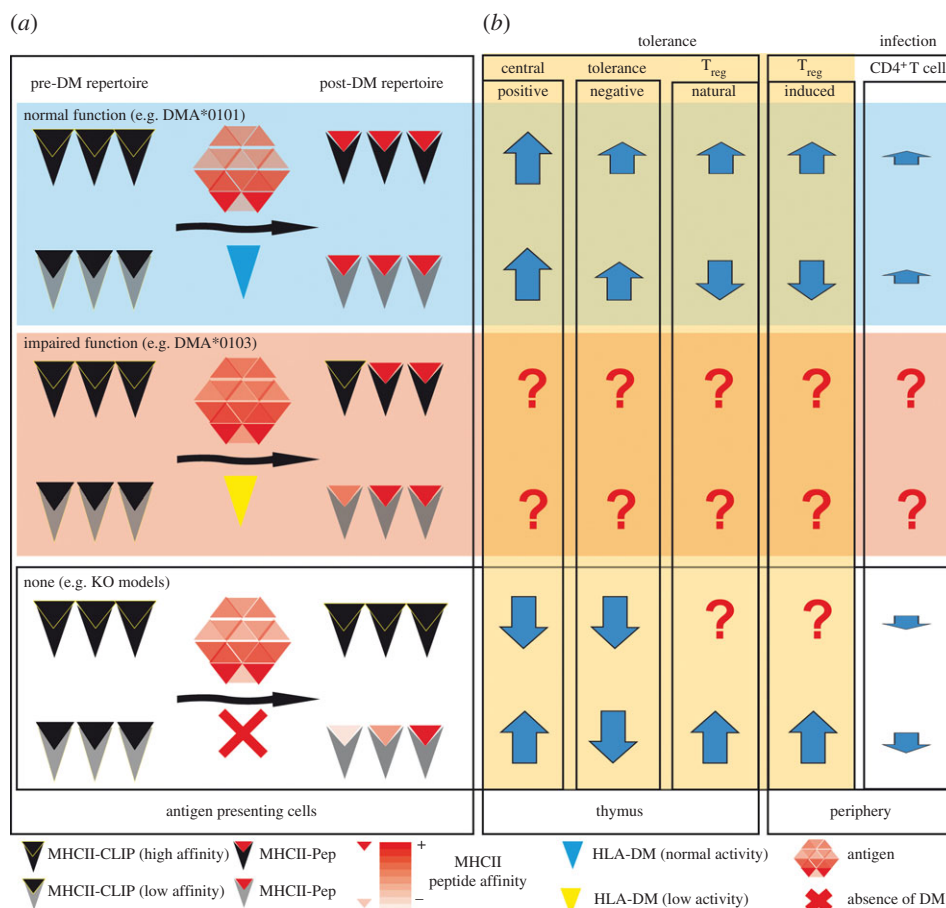 (a)
(b)
tolerance
infection
pre-DM repertoire
post-DM repertoire
central
tolerance
Treg
Treg
CD4+ T cell
positive
negative
natural
induced
normal function (e.g. DMA*0101)
impaired function (e.g. DMA*0103)
? ? ? ? ?
? ? ? ? ?
none (e.g. KO models)
? ?
antigen presenting cells
thymus
periphery
MHCII-CLIP (high affinity)
MHCII-Pep
+
MHCII
peptide affinity
HLA-DM (normal activity)
antigen
MHCII-CLIP (low affinity)
MHCII-Pep
–
HLA-DM (low activity)
absence of DM